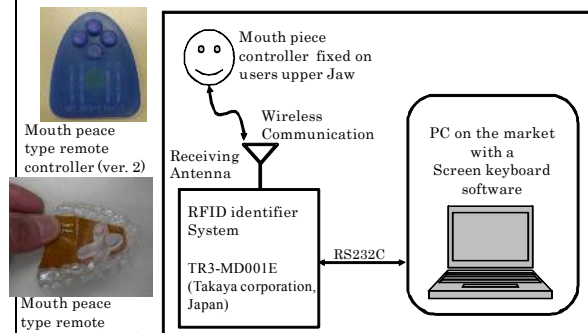 Mouth peace
type remote
controller (ver. 2)
Mouth peace
type remote
Mouth piece
controller fixed on
users upper Jaw
Wireless
Communication
Receiving
Antenna
RFID identifier
System
TR3-MD001E
(Takaya corporation,
Japan)
RS232C
PC on the market
with a
Screen keyboard
software